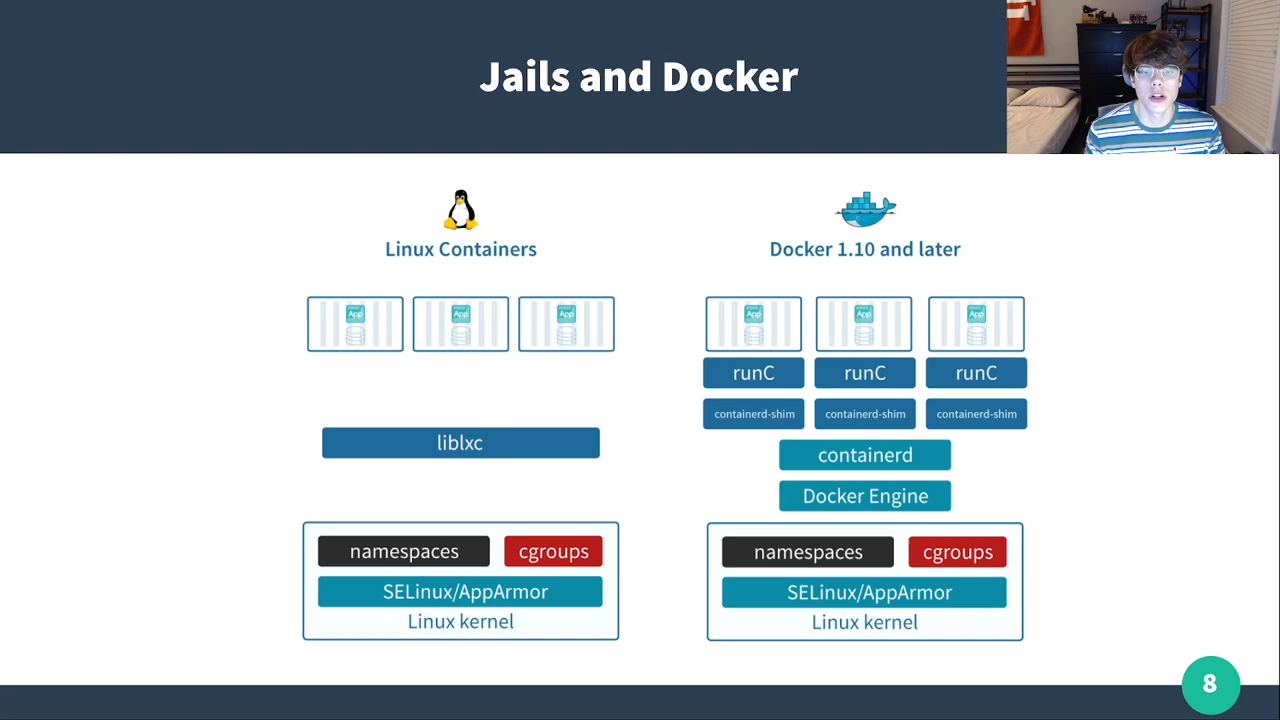 Jails and Docker
Linux Containers
App App App
liblxc
namespaces cgroups
SELinux/AppArmor
Linux kernel
Docker 1.10 and later
App App App
runC runC runC
containerd-shim containerd-shim containerd-shim
containerd
Docker Engine
namespaces cgroups
SELinux/AppArmor
Linux kernel
8